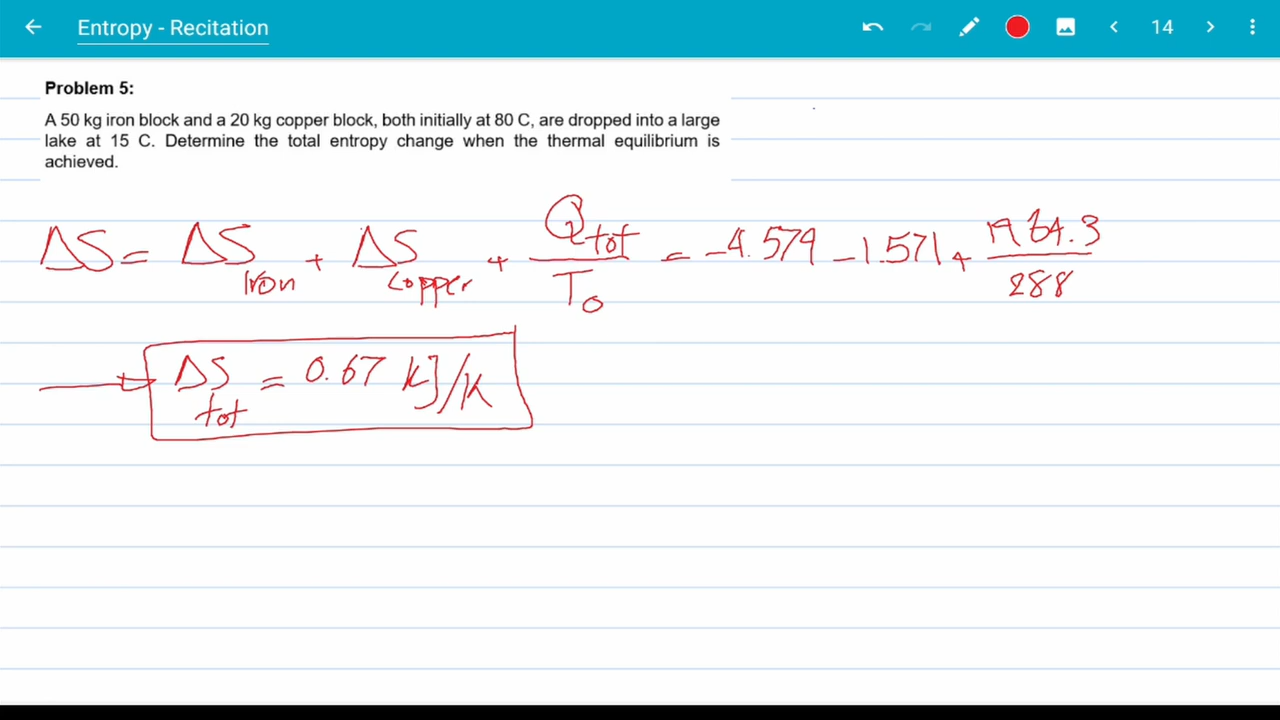 Entropy - Recitation
14
Problem 5:
A 50 kg iron block and a 20 kg copper block, both initially at 80 C, are dropped into a large
lake at 15 C. Determine the total entropy change when the thermal equilibrium is
achieved.
ΔS = ΔS Iron + ΔS Copper + Q tot / T₀ = -4.579 - 1.571 + 1964.3 / 288
→ ΔS tot = 0.67 kJ/K